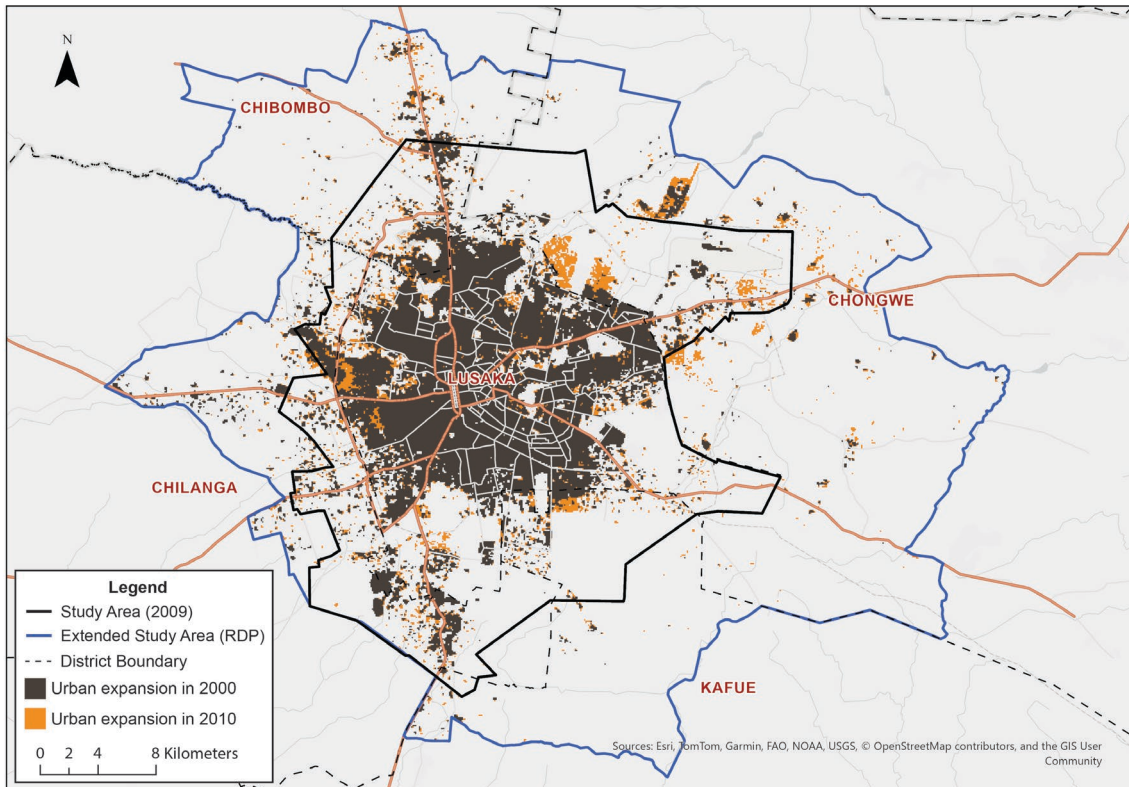 N
CHIBOMBO
CHONGWE
LUSAKA
CHILANGA
KAFUE
Legend
Study Area (2009)
Extended Study Area (RDP)
District Boundary
Urban expansion in 2000
Urban expansion in 2010
0 2 4 8 Kilometers
Sources: Esri, TomTom, Garmin, FAO, NOAA, USGS, © OpenStreetMap contributors, and the GIS User
Community